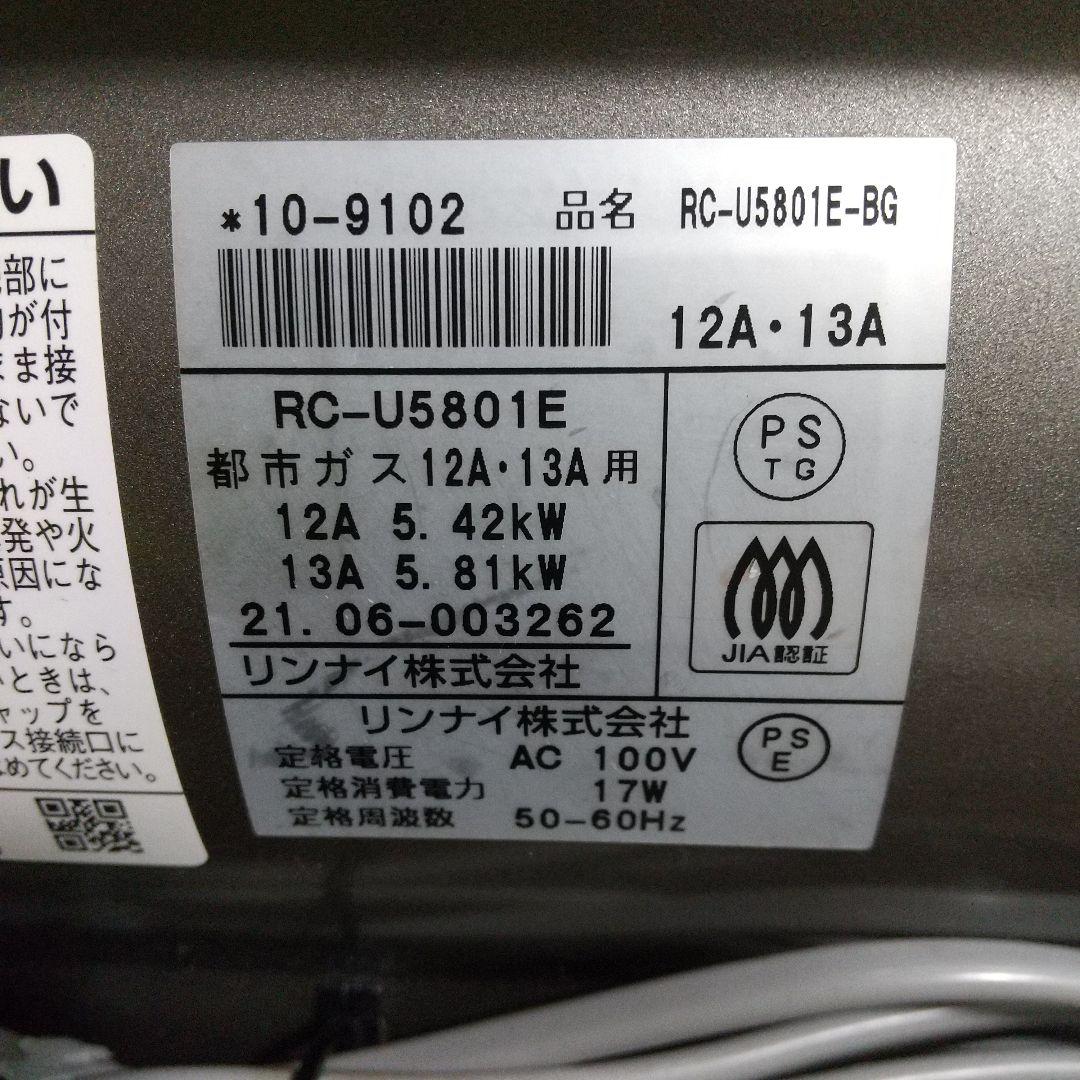 い
部に
が付
まま接
ないで
い。
れが生
発や火
原因にな
す。
いになら
ときは、
ャップを
ス接続口に
めてください。
*10-9102 品名 RC-U5801E-BG
12A・13A
RC-U5801E
都市ガス12A・13A用
12A 5.42kW
13A 5.81kW
21.06-003262
リンナイ株式会社
PS
TG
JIA認証
リンナイ株式会社
定格電圧 AC 100V
定格消費電力 17W
定格周波数 50-60Hz
PS
E